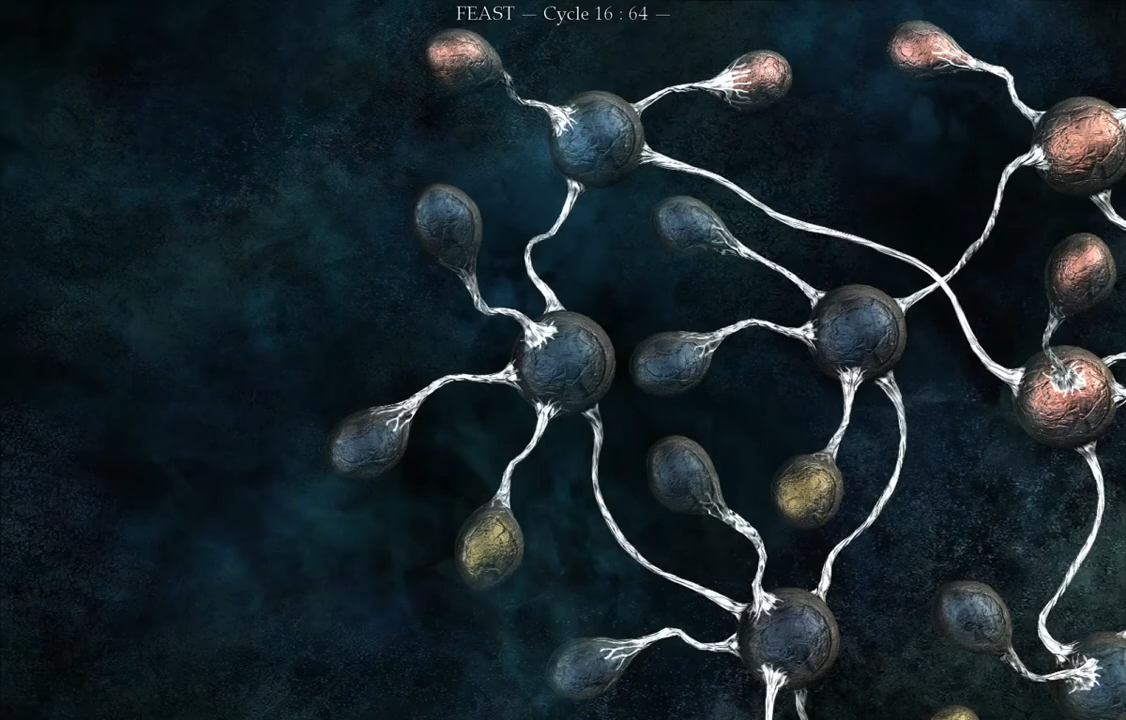 FEAST — Cycle 16 : 64 —